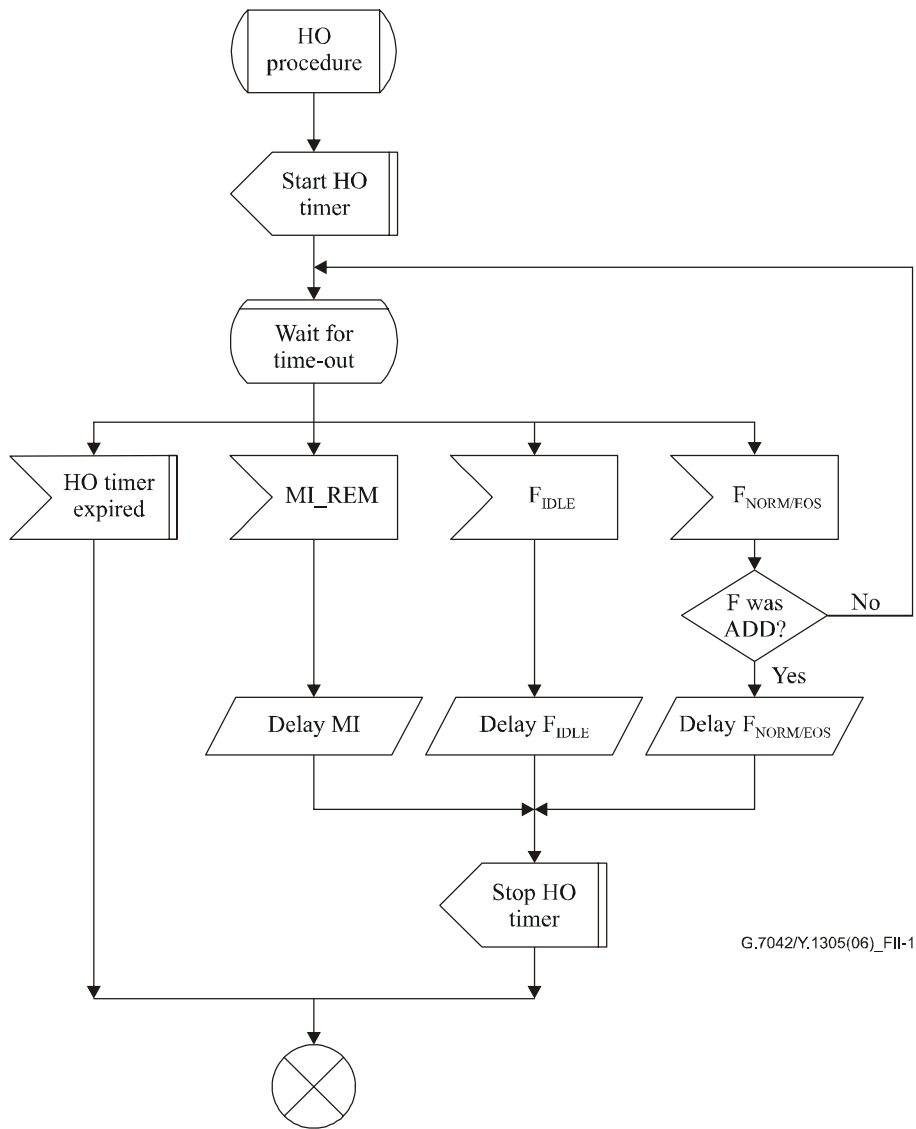 HO
procedure
Start HO
timer
Wait for
time-out
HO timer
expired
MI_REM
F_IDLE
F_NORM/EOS
F was
ADD?
No
Yes
Delay MI
Delay F_IDLE
Delay F_NORM/EOS
Stop HO
timer
G.7042/Y.1305(06)_FII-1